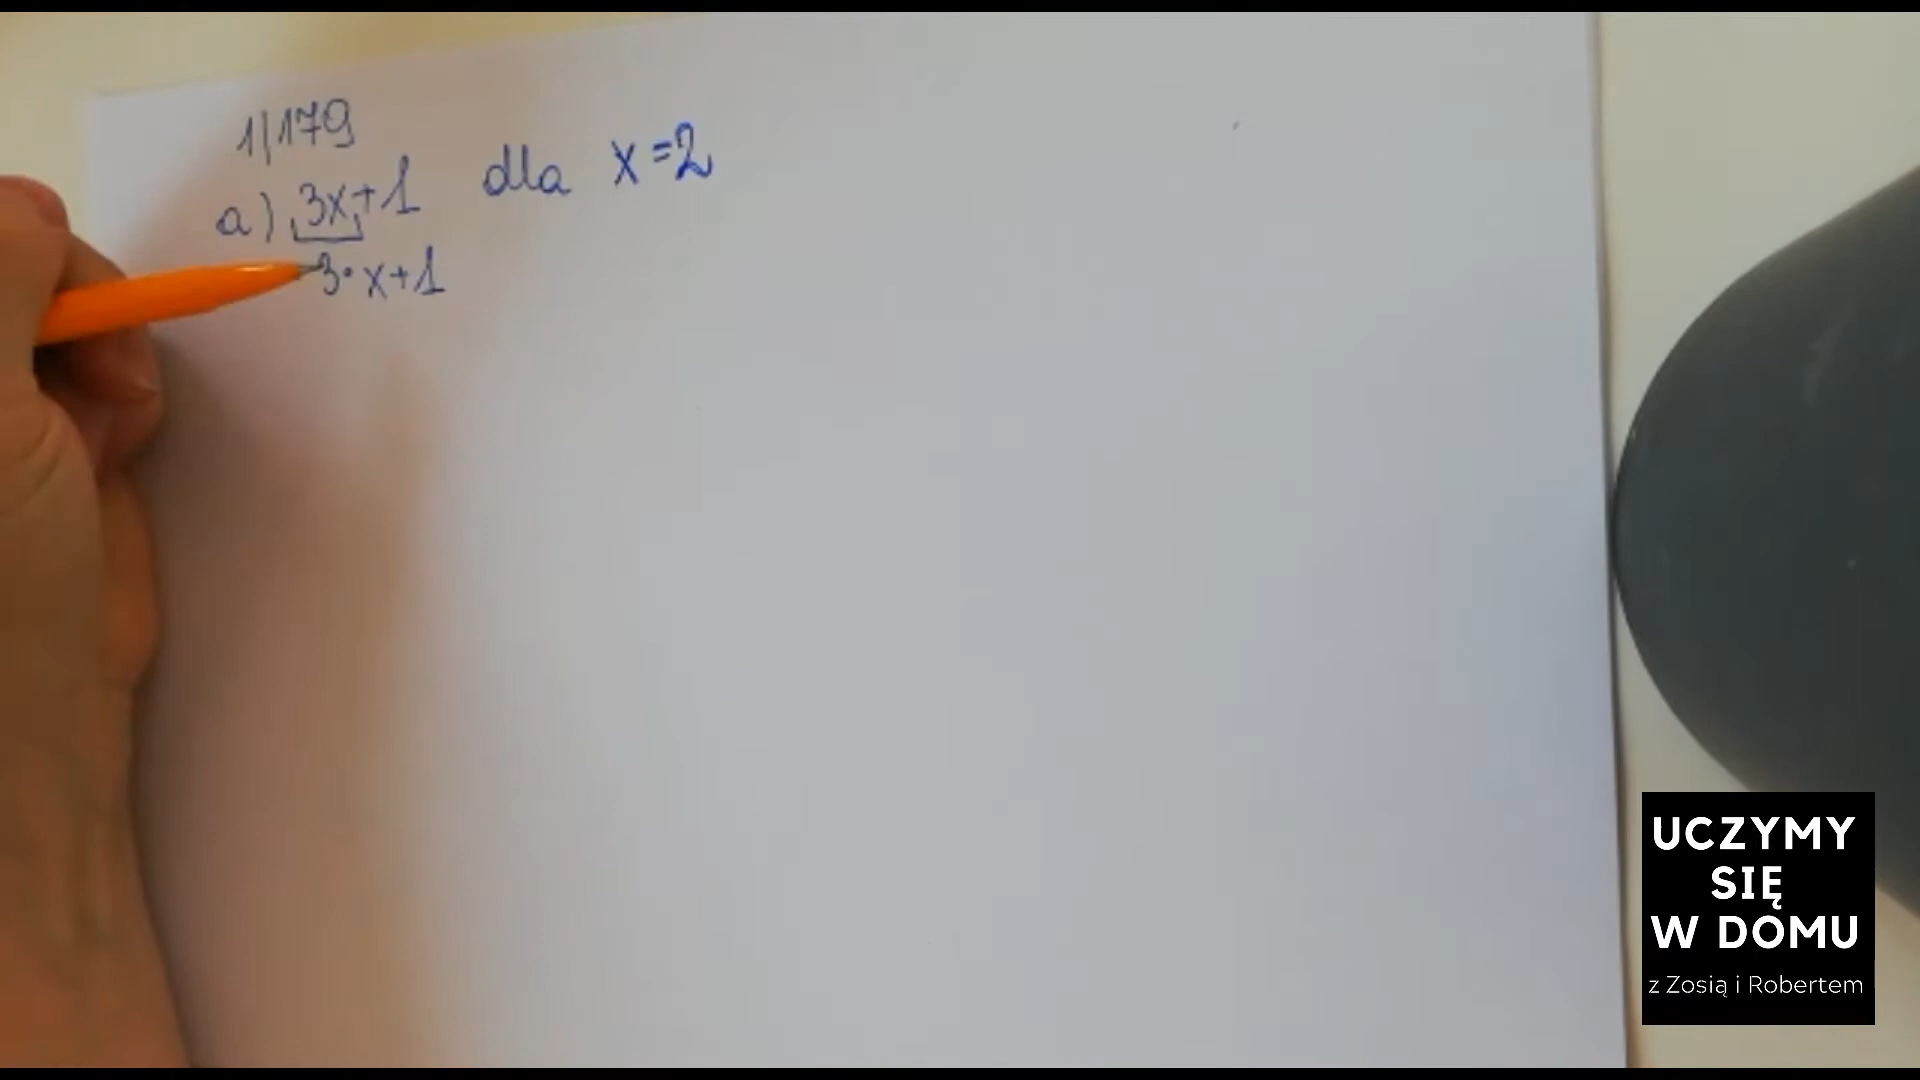 1/179
a) 3x+1 dla x=2
3·x+1
UCZYMY
SIĘ
W DOMU
z Zosią i Robertem